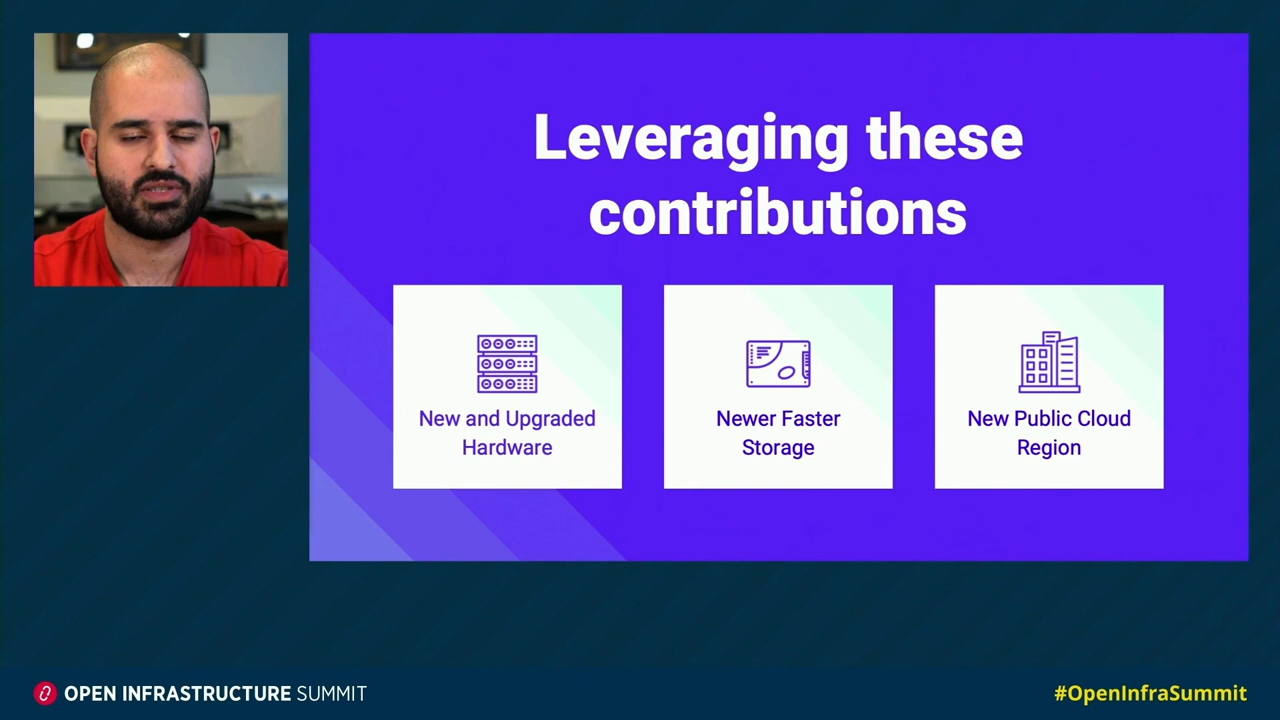 Leveraging these
contributions
New and Upgraded
Hardware
Newer Faster
Storage
New Public Cloud
Region
OPEN INFRASTRUCTURE SUMMIT
#OpenInfraSummit